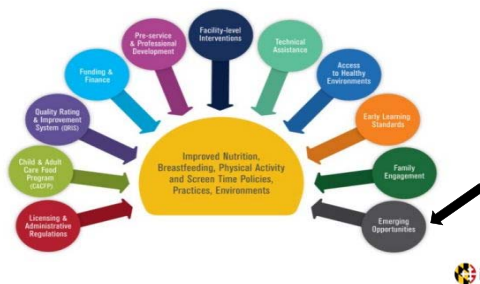 Facility-level
Interventions
Pre-service
& Professional
Development
Technical
Assistance
Funding &
Finance
Access
to Healthy
Environments
Quality Rating
& Improvement
System (QRIS)
Early Learning
Standards
Child & Adult
Care Food
Program
(CACFP)
Improved Nutrition,
Breastfeeding, Physical Activity
and Screen Time Policies,
Practices, Environments
Family
Engagement
Licensing &
Administrative
Regulations
Emerging
Opportunities